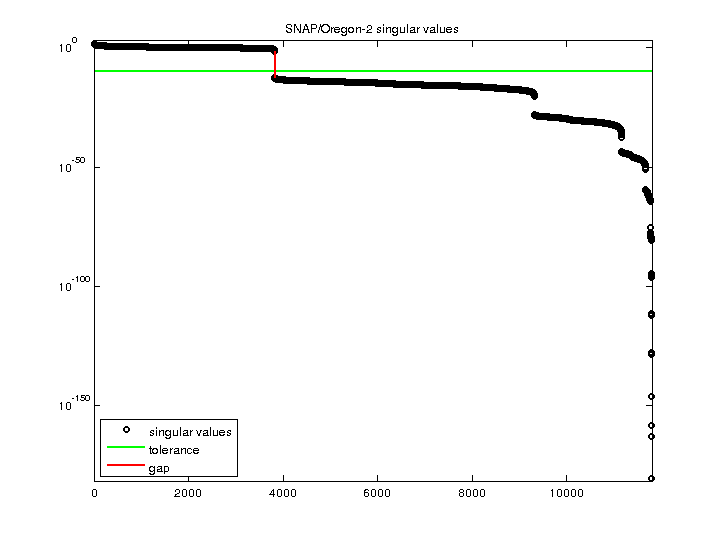 SNAP/Oregon-2 singular values
10^0
10^-50
10^-100
10^-150
singular values
tolerance
gap
0 2000 4000 6000 8000 10000